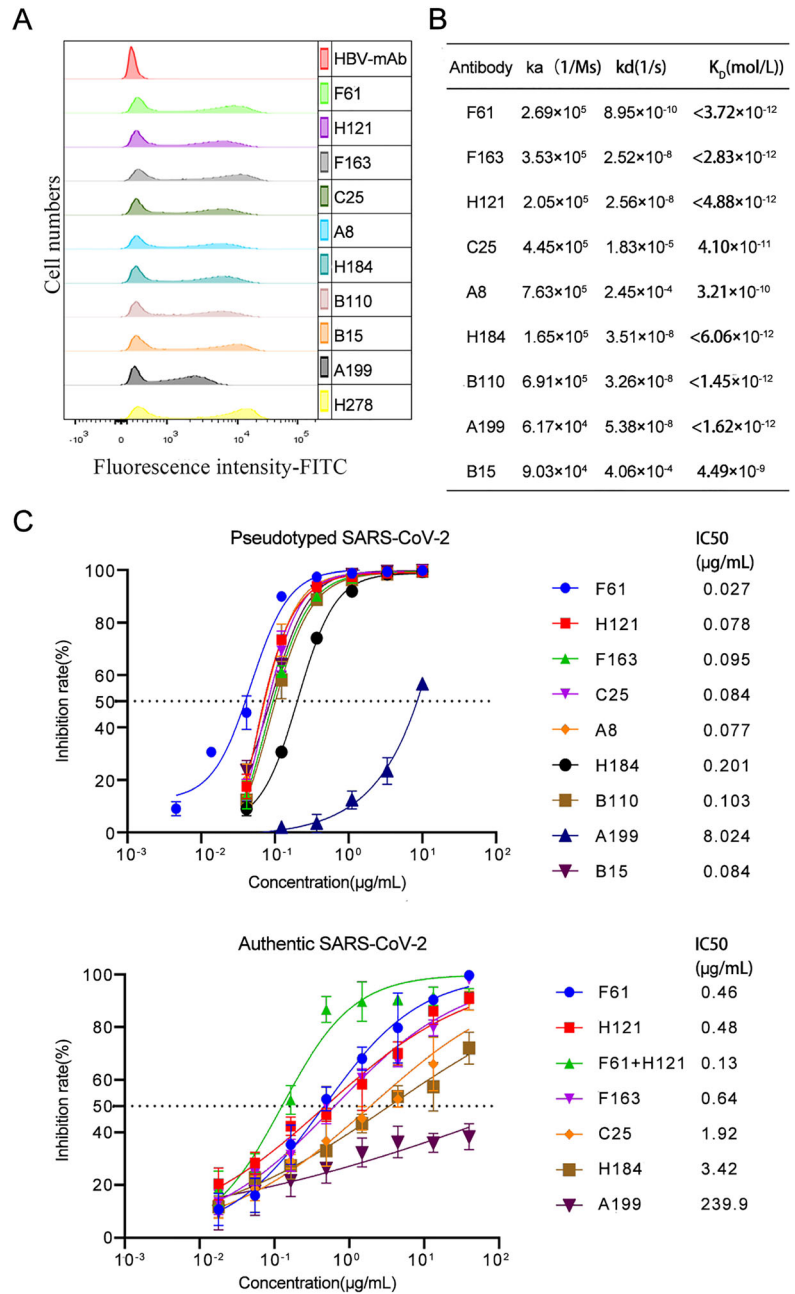 A
HBV-mAb
F61
H121
F163
C25
A8
H184
B110
B15
A199
H278
Cell numbers
-10³ 0 10³ 10⁴ 10⁵
Fluorescence intensity-FITC
B
Antibody ka (1/Ms) kd(1/s) K_D(mol/L))
F61 2.69×10⁵ 8.95×10⁻¹⁰ <3.72×10⁻¹²
F163 3.53×10⁵ 2.52×10⁻⁸ <2.83×10⁻¹²
H121 2.05×10⁵ 2.56×10⁻⁸ <4.88×10⁻¹²
C25 4.45×10⁵ 1.83×10⁻⁵ 4.10×10⁻¹¹
A8 7.63×10⁵ 2.45×10⁻⁴ 3.21×10⁻¹⁰
H184 1.65×10⁵ 3.51×10⁻⁸ <6.06×10⁻¹²
B110 6.91×10⁵ 3.26×10⁻⁸ <1.45×10⁻¹²
A199 6.17×10⁴ 5.38×10⁻⁸ <1.62×10⁻¹²
B15 9.03×10⁴ 4.06×10⁻⁴ 4.49×10⁻⁹
C
Pseudotyped SARS-CoV-2
Inhibition rate(%)
100
80
60
50
40
20
0
10⁻³ 10⁻² 10⁻¹ 10⁰ 10¹ 10²
Concentration(μg/mL)
IC50
(μg/mL)
F61 0.027
H121 0.078
F163 0.095
C25 0.084
A8 0.077
H184 0.201
B110 0.103
A199 8.024
B15 0.084
Authentic SARS-CoV-2
Inhibition rate(%)
100
80
60
50
40
20
0
10⁻³ 10⁻² 10⁻¹ 10⁰ 10¹ 10²
Concentration(μg/mL)
IC50
(μg/mL)
F61 0.46
H121 0.48
F61+H121 0.13
F163 0.64
C25 1.92
H184 3.42
A199 239.9